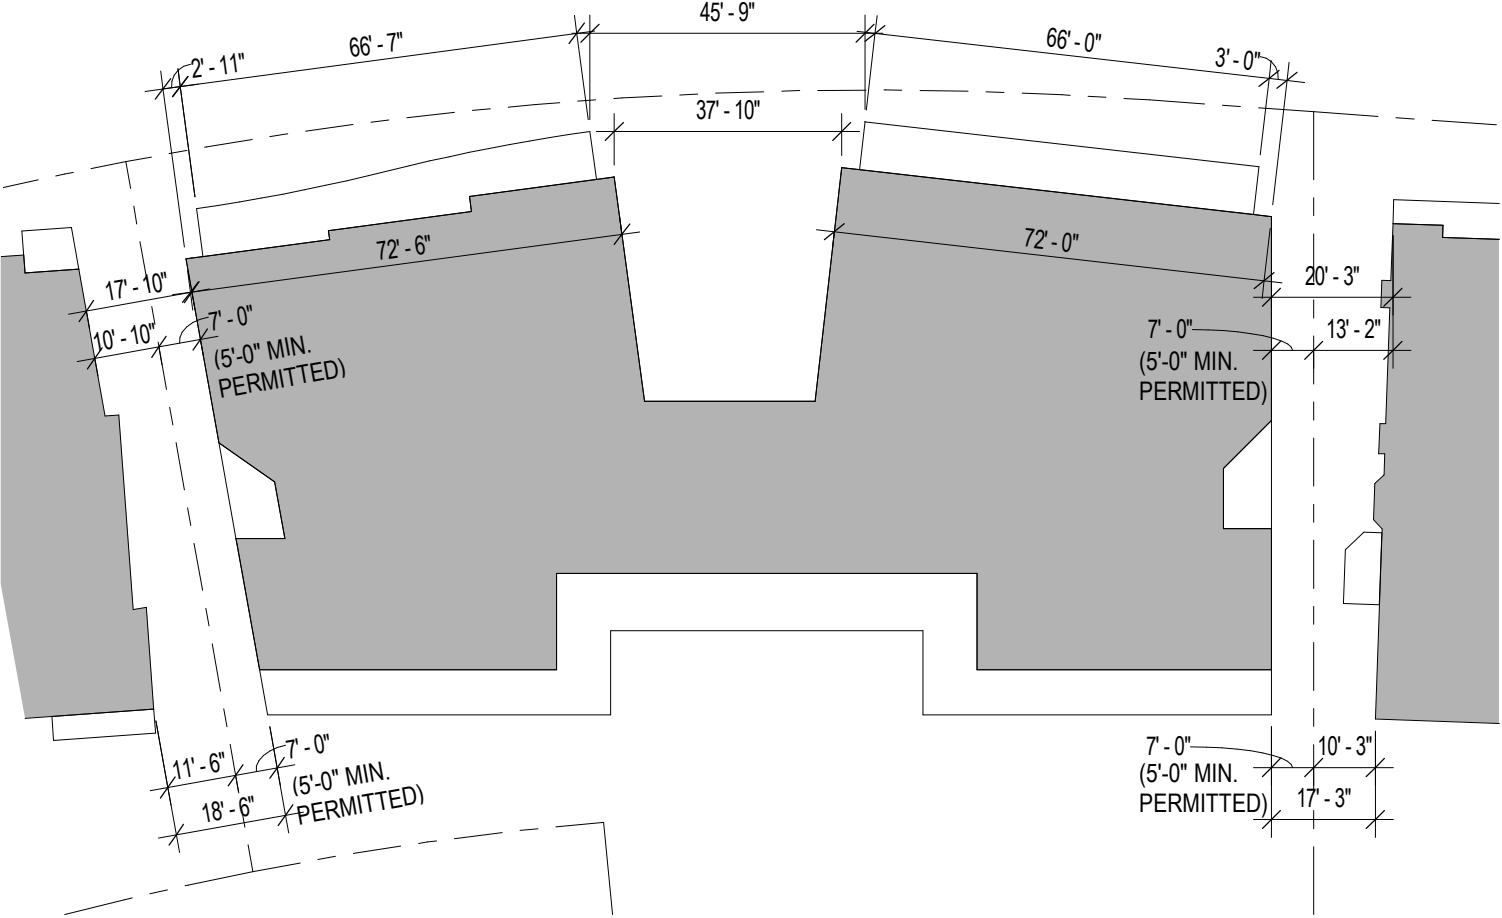 45' - 9"
66' - 7"
66' - 0"
2' - 11"
3' - 0"
37' - 10"
72' - 6"
72' - 0"
17' - 10"
20' - 3"
10' - 10"
7' - 0"
(5'-0" MIN.
PERMITTED)
7' - 0"
(5'-0" MIN.
PERMITTED)
13' - 2"
11' - 6"
7' - 0"
(5'-0" MIN.
PERMITTED)
18' - 6"
7' - 0"
(5'-0" MIN.
PERMITTED)
10' - 3"
17' - 3"